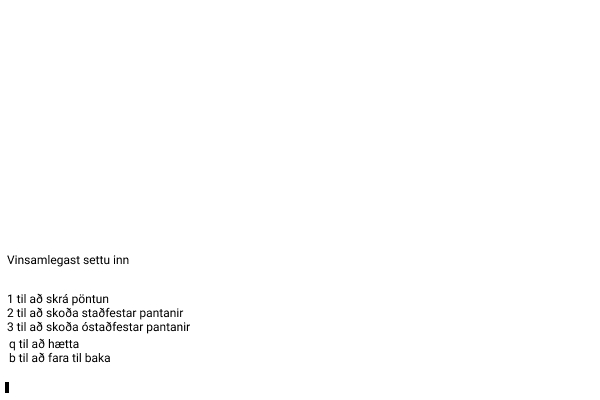 Vinsamlegast settu inn
1 til að skrá pöntun
2 til að skoða staðfestar pantanir
3 til að skoða óstaðfestar pantanir
q til að hætta
b til að fara til baka